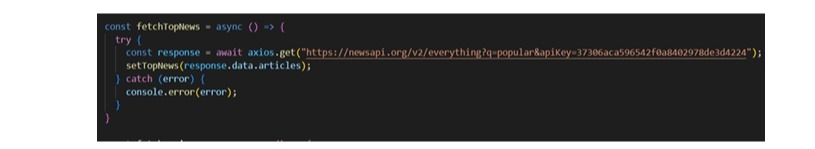 const fetchTopNews = async () => {
try {
const response = await axios.get("https://newsapi.org/v2/everything?q=popular&apiKey=37306aca596542f0a8402978de3d4224");
setTopNews(response.data.articles);
} catch (error) {
console.error(error);
}
}